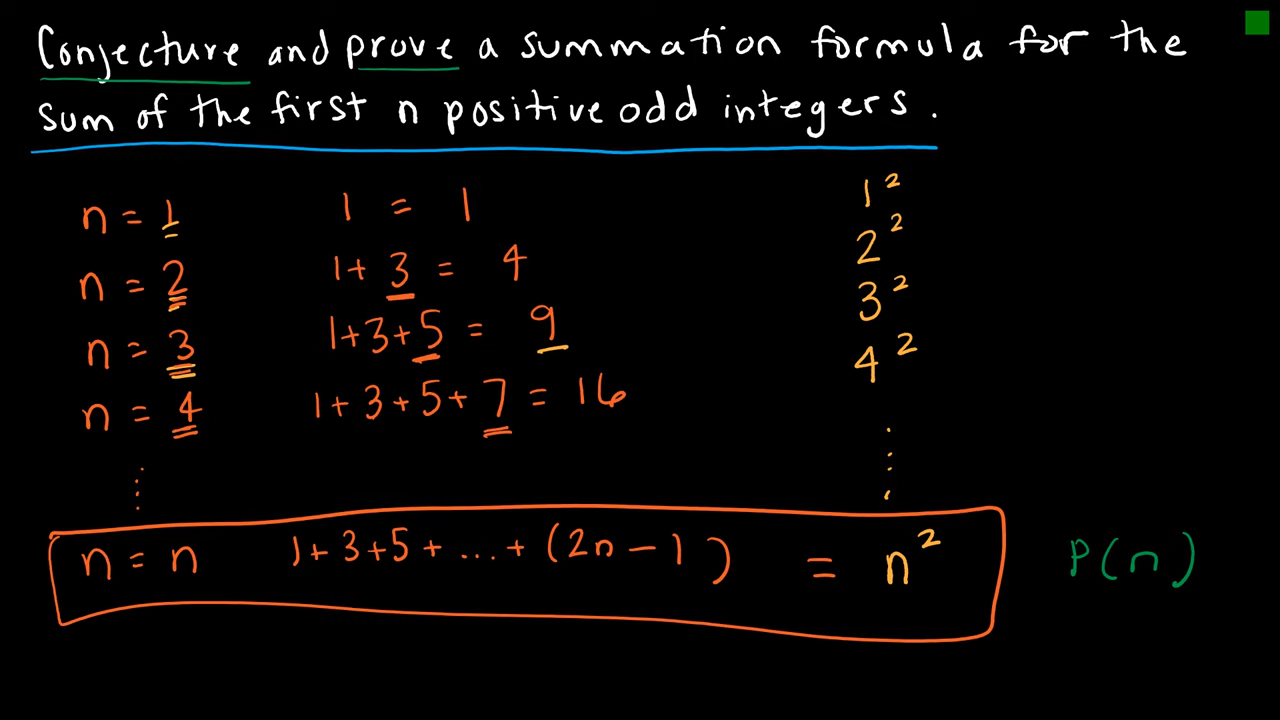 Conjecture and prove a summation formula for the
sum of the first n positive odd integers.
n = 1 1 = 1 1²
n = 2 1 + 3 = 4 2²
n = 3 1+3+5 = 9 3²
n = 4 1 + 3 + 5 + 7 = 16 4²
n = n 1 + 3 + 5 + ... + (2n - 1) = n² P(n)